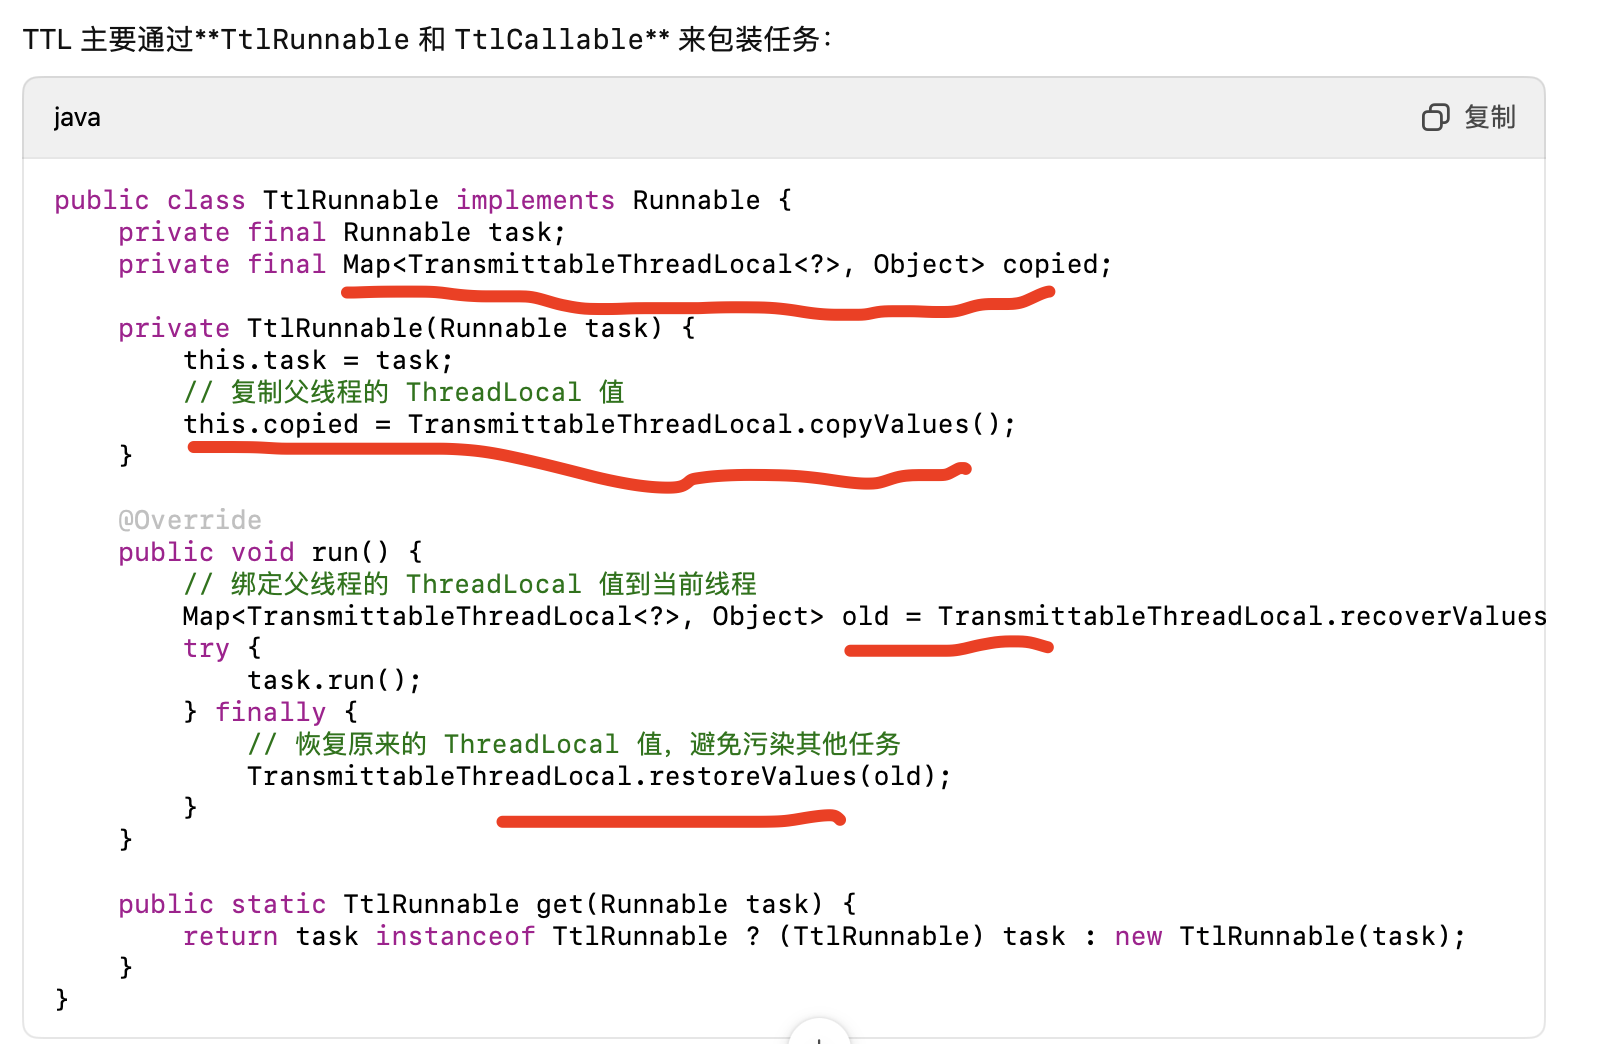 TTL 主要通过**TtlRunnable 和 TtlCallable** 来包装任务：
java
复制
public class TtlRunnable implements Runnable {
    private final Runnable task;
    private final Map<TransmittableThreadLocal<?>, Object> copied;
    private TtlRunnable(Runnable task) {
        this.task = task;
        // 复制父线程的 ThreadLocal 值
        this.copied = TransmittableThreadLocal.copyValues();
    }
    @Override
    public void run() {
        // 绑定父线程的 ThreadLocal 值到当前线程
        Map<TransmittableThreadLocal<?>, Object> old = TransmittableThreadLocal.recoverValues
        try {
            task.run();
        } finally {
            // 恢复原来的 ThreadLocal 值，避免污染其他任务
            TransmittableThreadLocal.restoreValues(old);
        }
    }
    public static TtlRunnable get(Runnable task) {
        return task instanceof TtlRunnable ? (TtlRunnable) task : new TtlRunnable(task);
    }
}